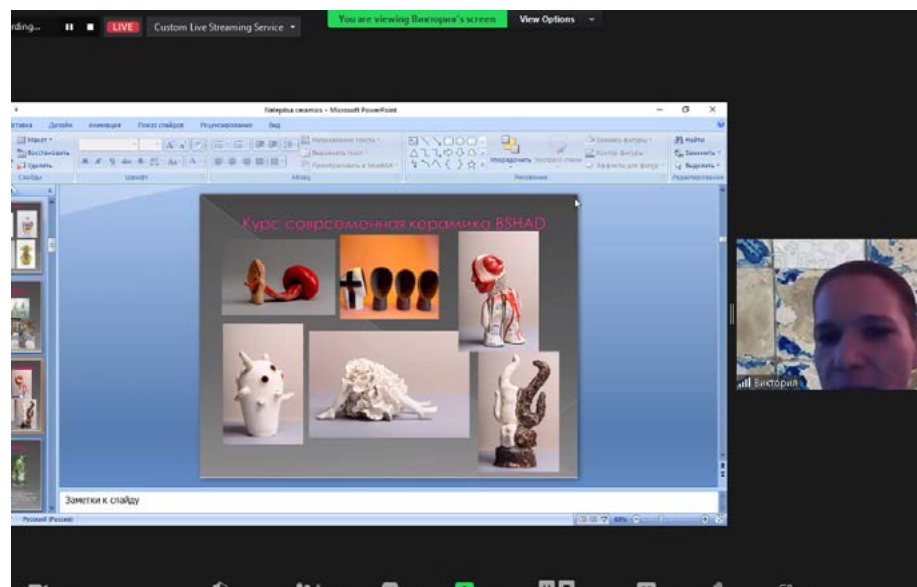 rding...
LIVE
Custom Live Streaming Service
You are viewing Виктория's screen
View Options
Nelepitsa ceramics - Microsoft PowerPoint
ставка Дизайн Анимация Показ слайдов Рецензирование Вид
Макет
Восстановить
Удалить
Слайды
Шрифт
Направление текста
Выровнять текст
Преобразовать в SmartArt
Абзац
Упорядочить
Экспресс-стили
Заливка фигуры
Контур фигуры
Эффекты для фигур
Рисование
Найти
Заменить
Выделить
Редактирование
Курс современная керамика BSHAD
Виктория
Заметки к слайду
Русский (Россия)
60%